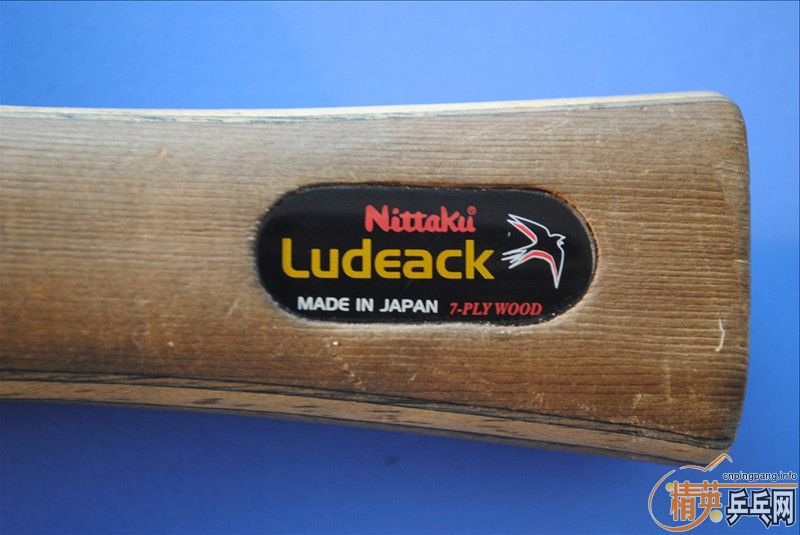 Nittaku®
Ludeack
MADE IN JAPAN 7-PLY WOOD
cnpingpang.info
精英乒乓网